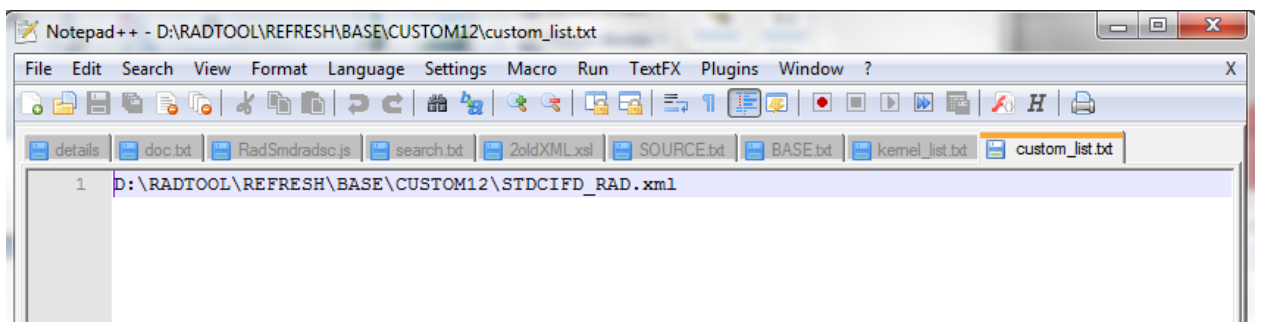 Notepad++ - D:\RADTOOL\REFRESH\BASE\CUSTOM12\custom_list.txt
File Edit Search View Format Language Settings Macro Run TextFX Plugins Window ? X
details doc.txt RadSmdradsc.js search.txt 2oldXML.xsl SOURCE.txt BASE.txt kernel_list.txt custom_list.txt
1 D:\RADTOOL\REFRESH\BASE\CUSTOM12\STDCIFD_RAD.xml